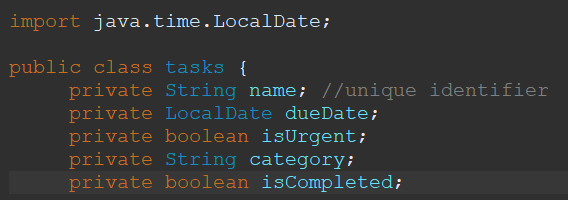 import java.time.LocalDate;
public class tasks {
private String name; //unique identifier
private LocalDate dueDate;
private boolean isUrgent;
private String category;
private boolean isCompleted;